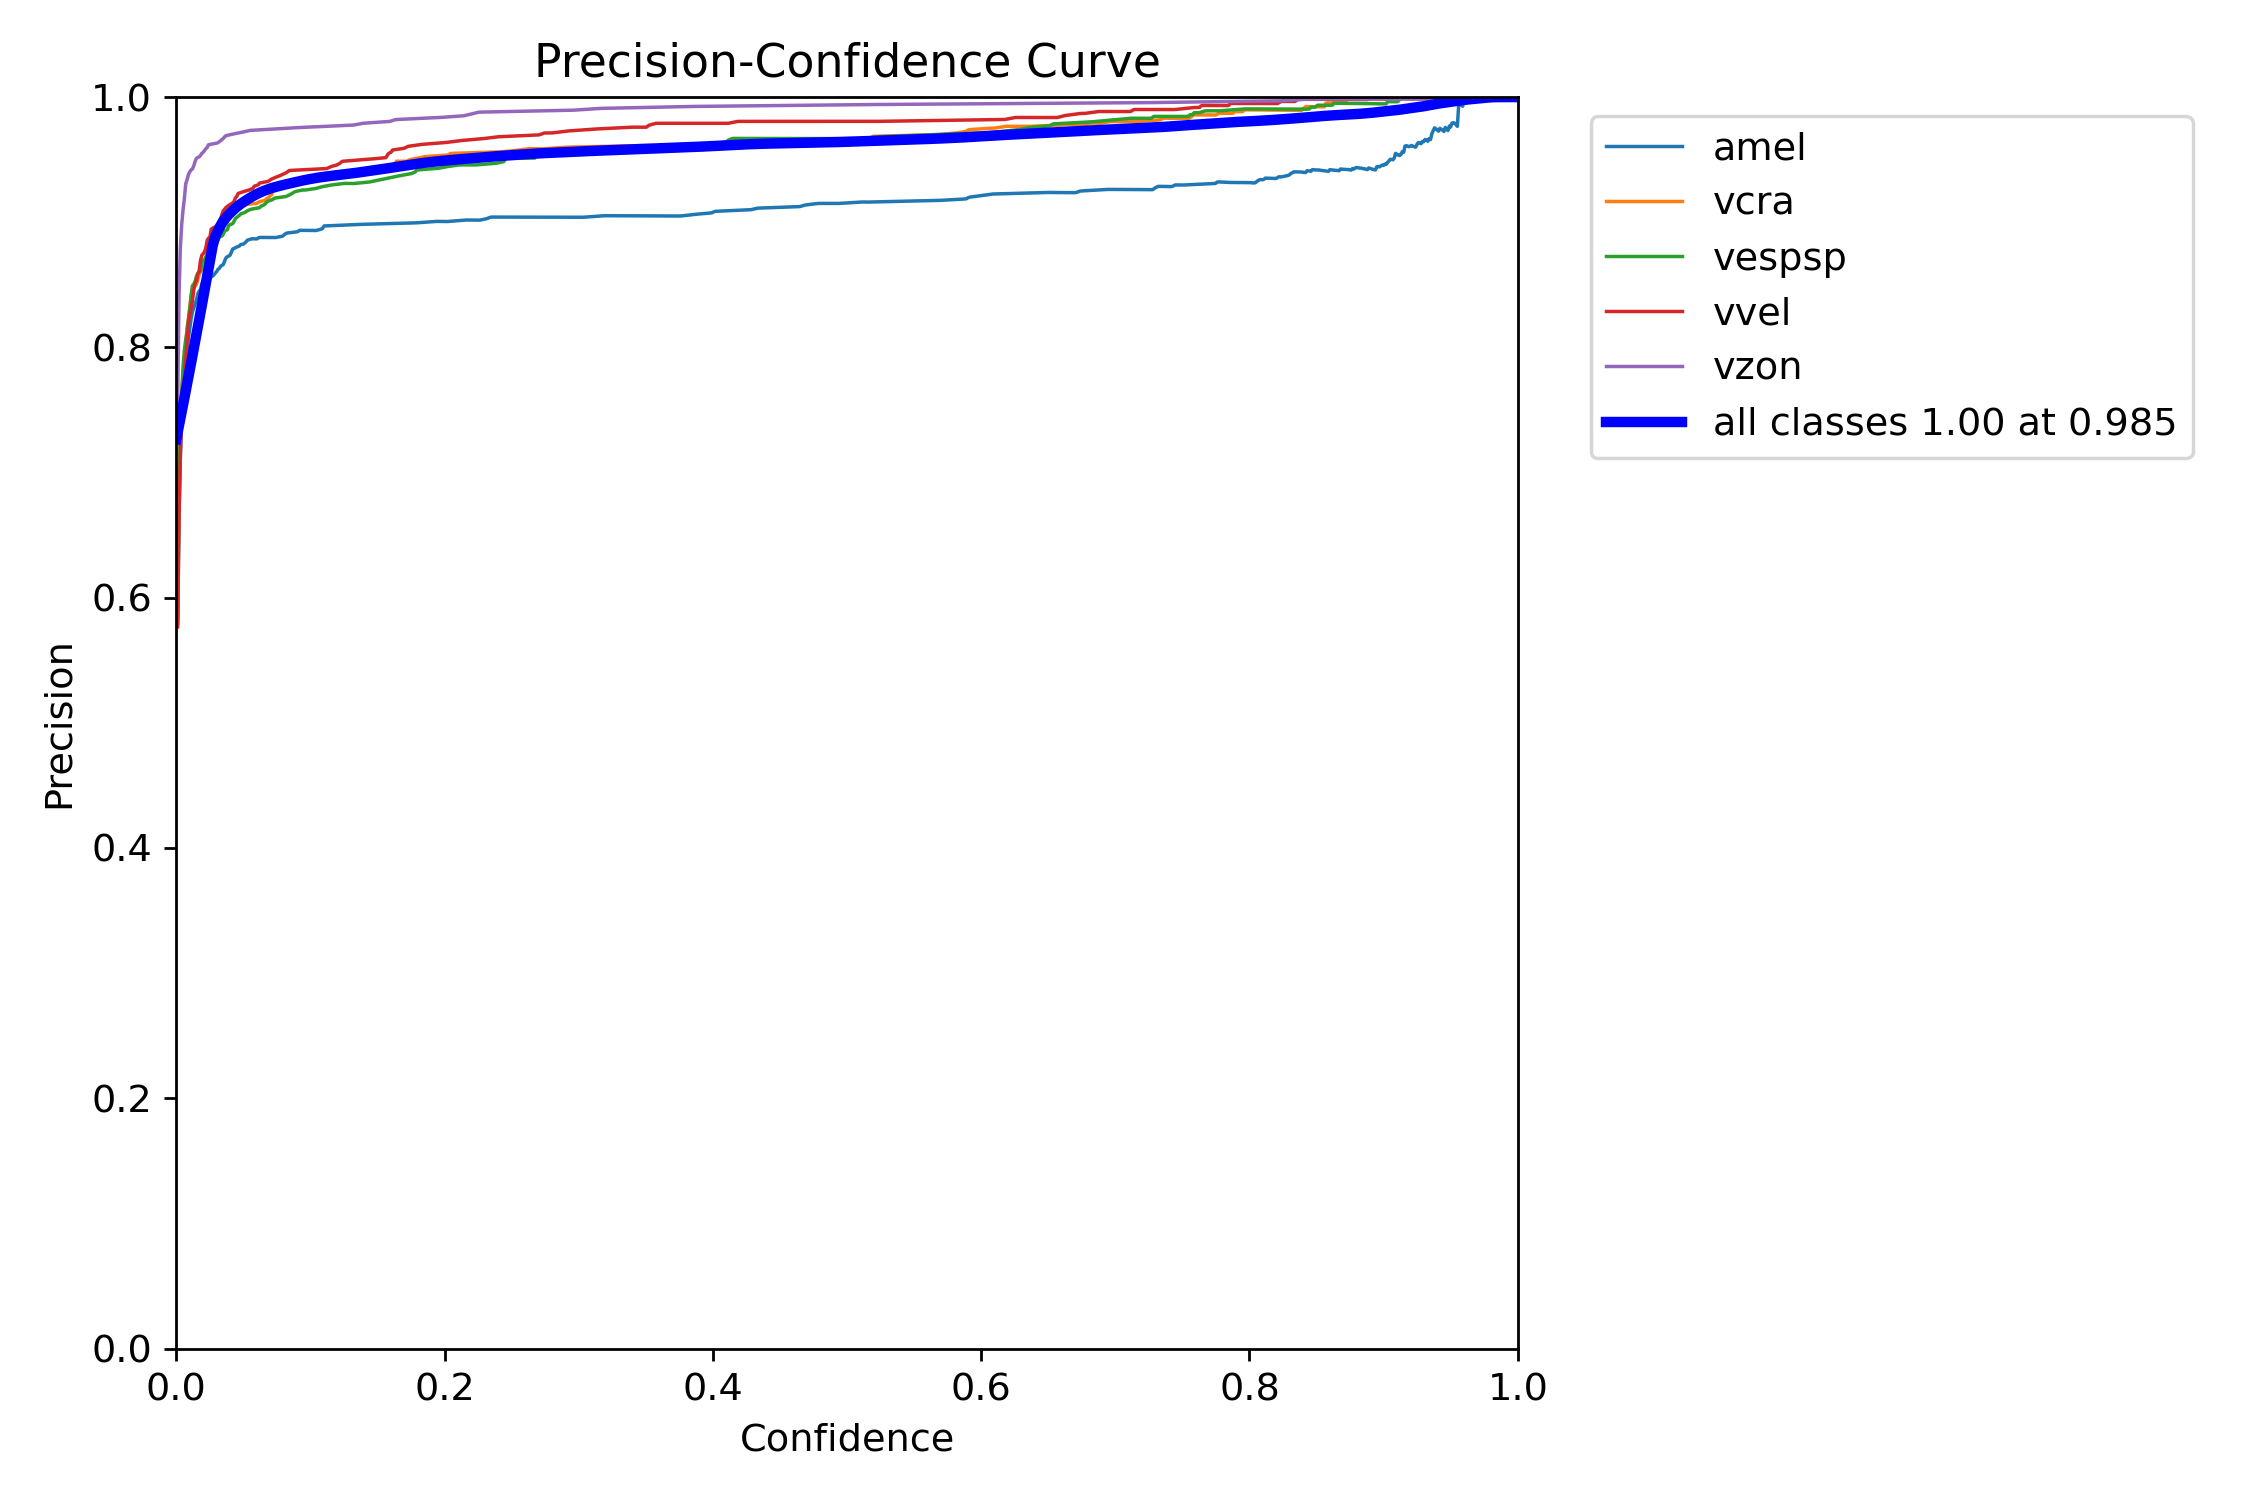 Precision-Confidence Curve
1.0
0.8
0.6
0.4
0.2
0.0
Precision
0.0 0.2 0.4 0.6 0.8 1.0
Confidence
amel
vcra
vespsp
vvel
vzon
all classes 1.00 at 0.985